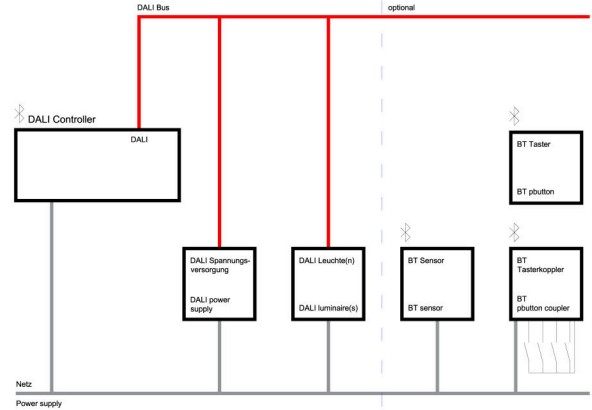 DALI Bus
optional
DALI Controller
DALI
BT Taster
BT pbutton
DALI Spannungs-
versorgung
DALI power
supply
DALI Leuchte(n)
DALI luminaire(s)
BT Sensor
BT sensor
BT
Tasterkoppler
BT
pbutton coupler
Netz
Power supply